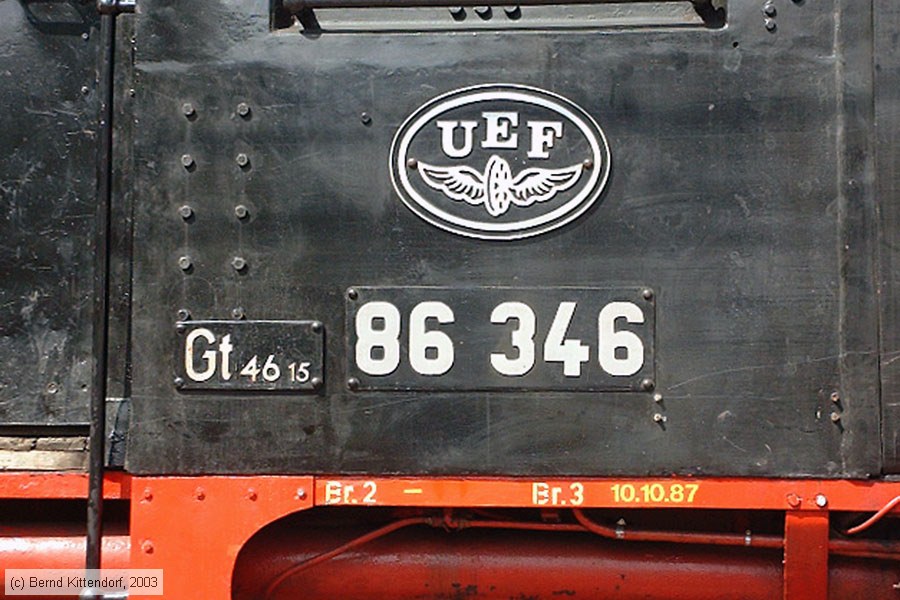 UEF
86 346
Gt 46 15
Br. 2 - Br. 3 10.10.87
(c) Bernd Kittendorf, 2003